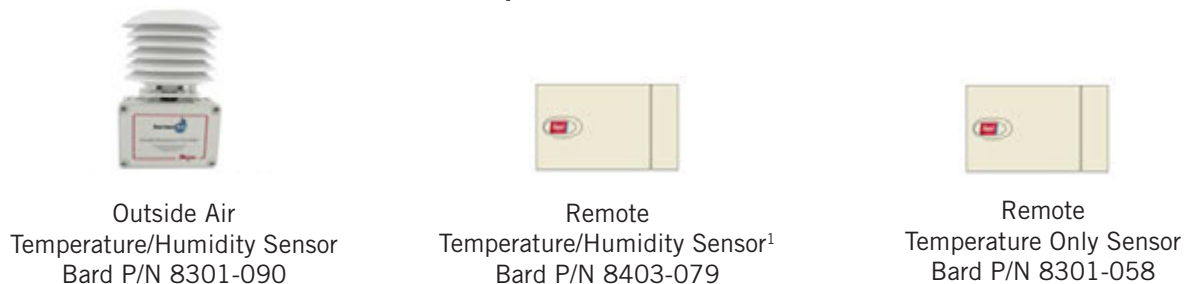 Outside Air
Temperature/Humidity Sensor
Bard P/N 8301-090
Remote
Temperature/Humidity Sensor1
Bard P/N 8403-079
Remote
Temperature Only Sensor
Bard P/N 8301-058